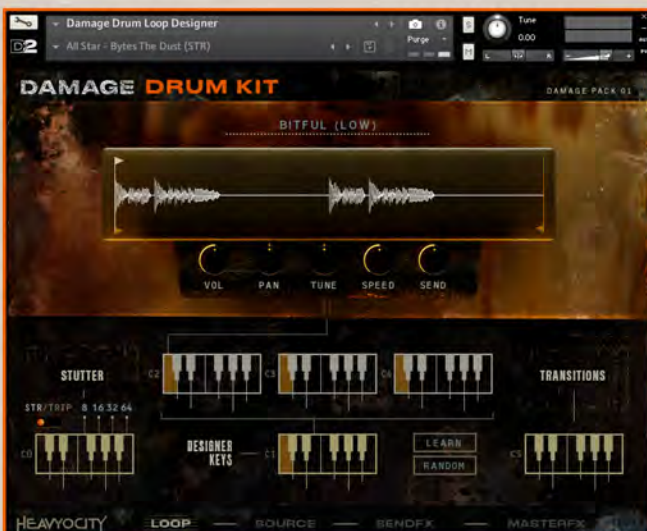 Damage Drum Loop Designer
Purge
S
Tune
0.00
M
L R
D2
All Star - Bytes The Dust (STR)
DAMAGE DRUM KIT
DAMAGE PACK 01
BITFUL (LOW)
VOL PAN TUNE SPEED SEND
STUTTER
C2 C3
TRANSITIONS
STR/TRIP 8 16 32 64
C0
DESIGNER
KEYS
C1
LEARN
RANDOM
C5
HEAVYOCITY LOOP SOURCE SENDFX MASTERFX